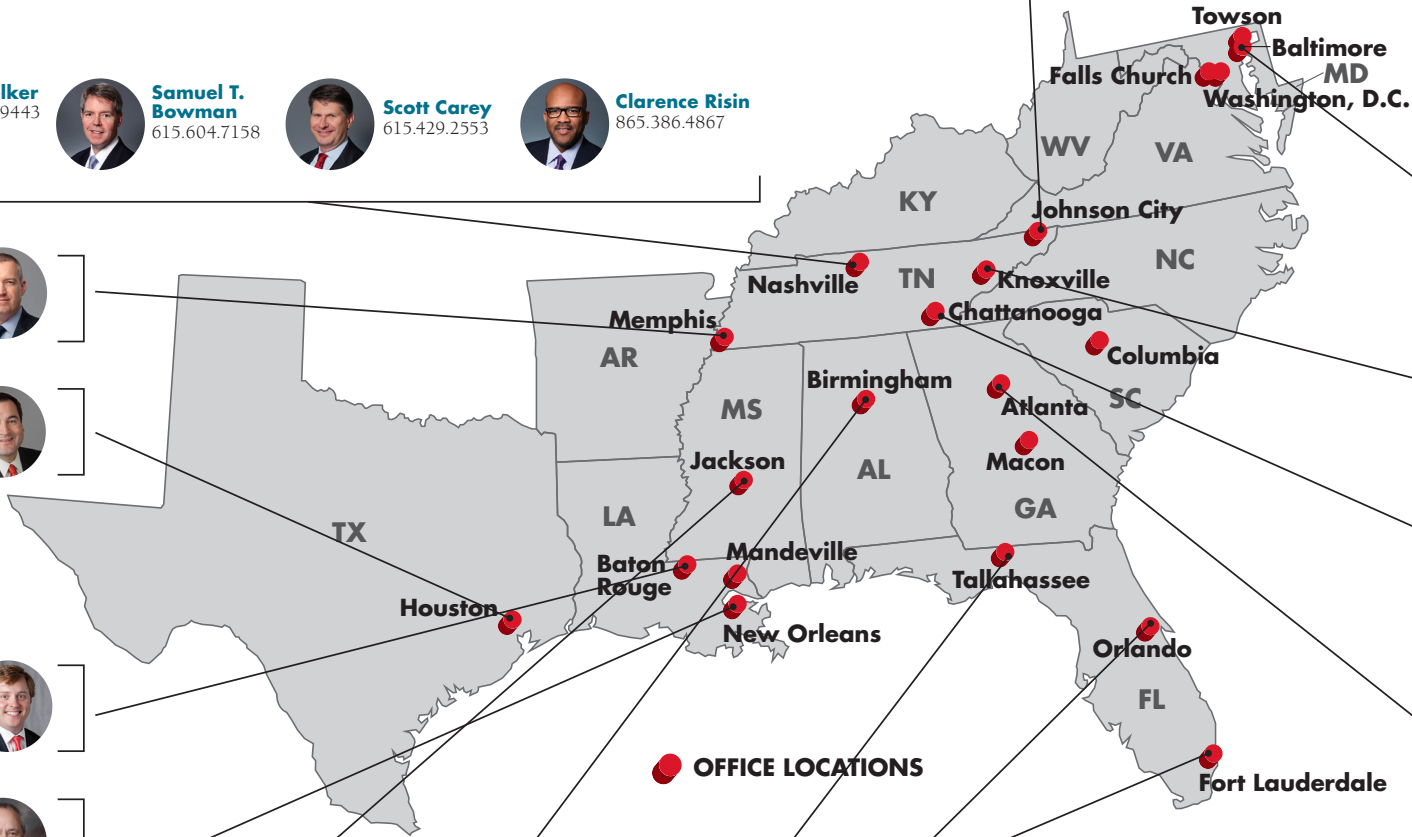 Towson
Baltimore
MD
Falls Church
Washington, D.C.
lker
9443
Samuel T.
Bowman
615.604.7158
Scott Carey
615.429.2553
Clarence Risin
865.386.4867
WV
VA
KY
Johnson City
NC
TN
Nashville
Knoxville
Chattanooga
Memphis
AR
Columbia
Birmingham
MS
SC
Atlanta
Jackson
Macon
AL
GA
LA
TX
Mandeville
Baton
Rouge
Tallahassee
Houston
New Orleans
Orlando
FL
OFFICE LOCATIONS
Fort Lauderdale